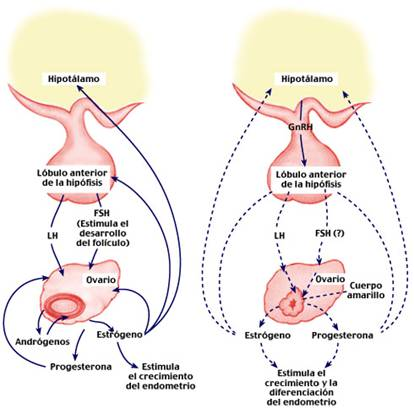 Hipotálamo
Lóbulo anterior
de la hipófisis
LH
FSH
(Estimula el
desarrollo
del folículo)
Ovario
Andrógenos
Estrógeno
Progesterona
Estimula
el crecimiento
del endometrio
Hipotálamo
GnRH
Lóbulo anterior
de la hipófisis
LH
FSH (?)
Ovario
Cuerpo
amarillo
Estrógeno
Progesterona
Estimula el
crecimiento y la
diferenciación
del endometrio